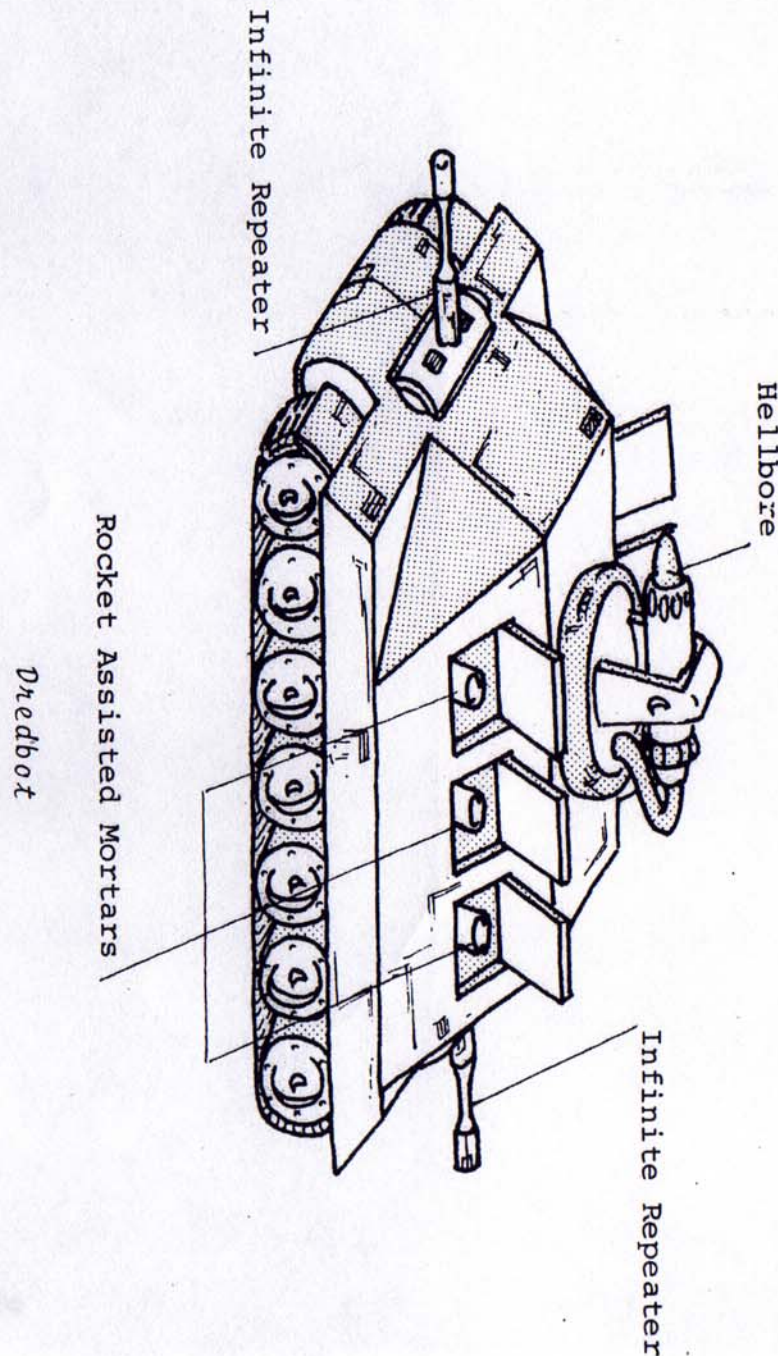 Hellbore
Infinite Repeater
Infinite Repeater
Rocket Assisted Mortars
Dredbot